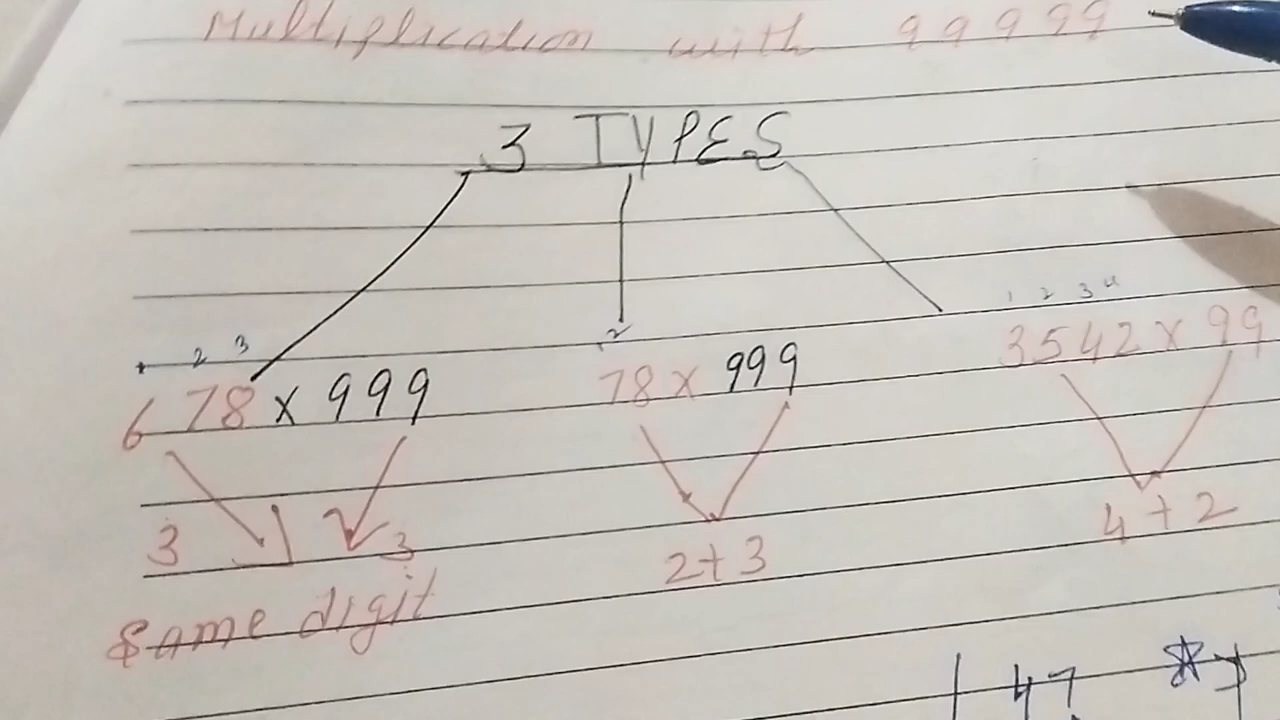 Multiplication with 99999
3 TYPES
2 3
678 x 999
1 2
78 x 999
1 2 3 4
3542 x 99
3 3
2+3
4+2
Same digit
47